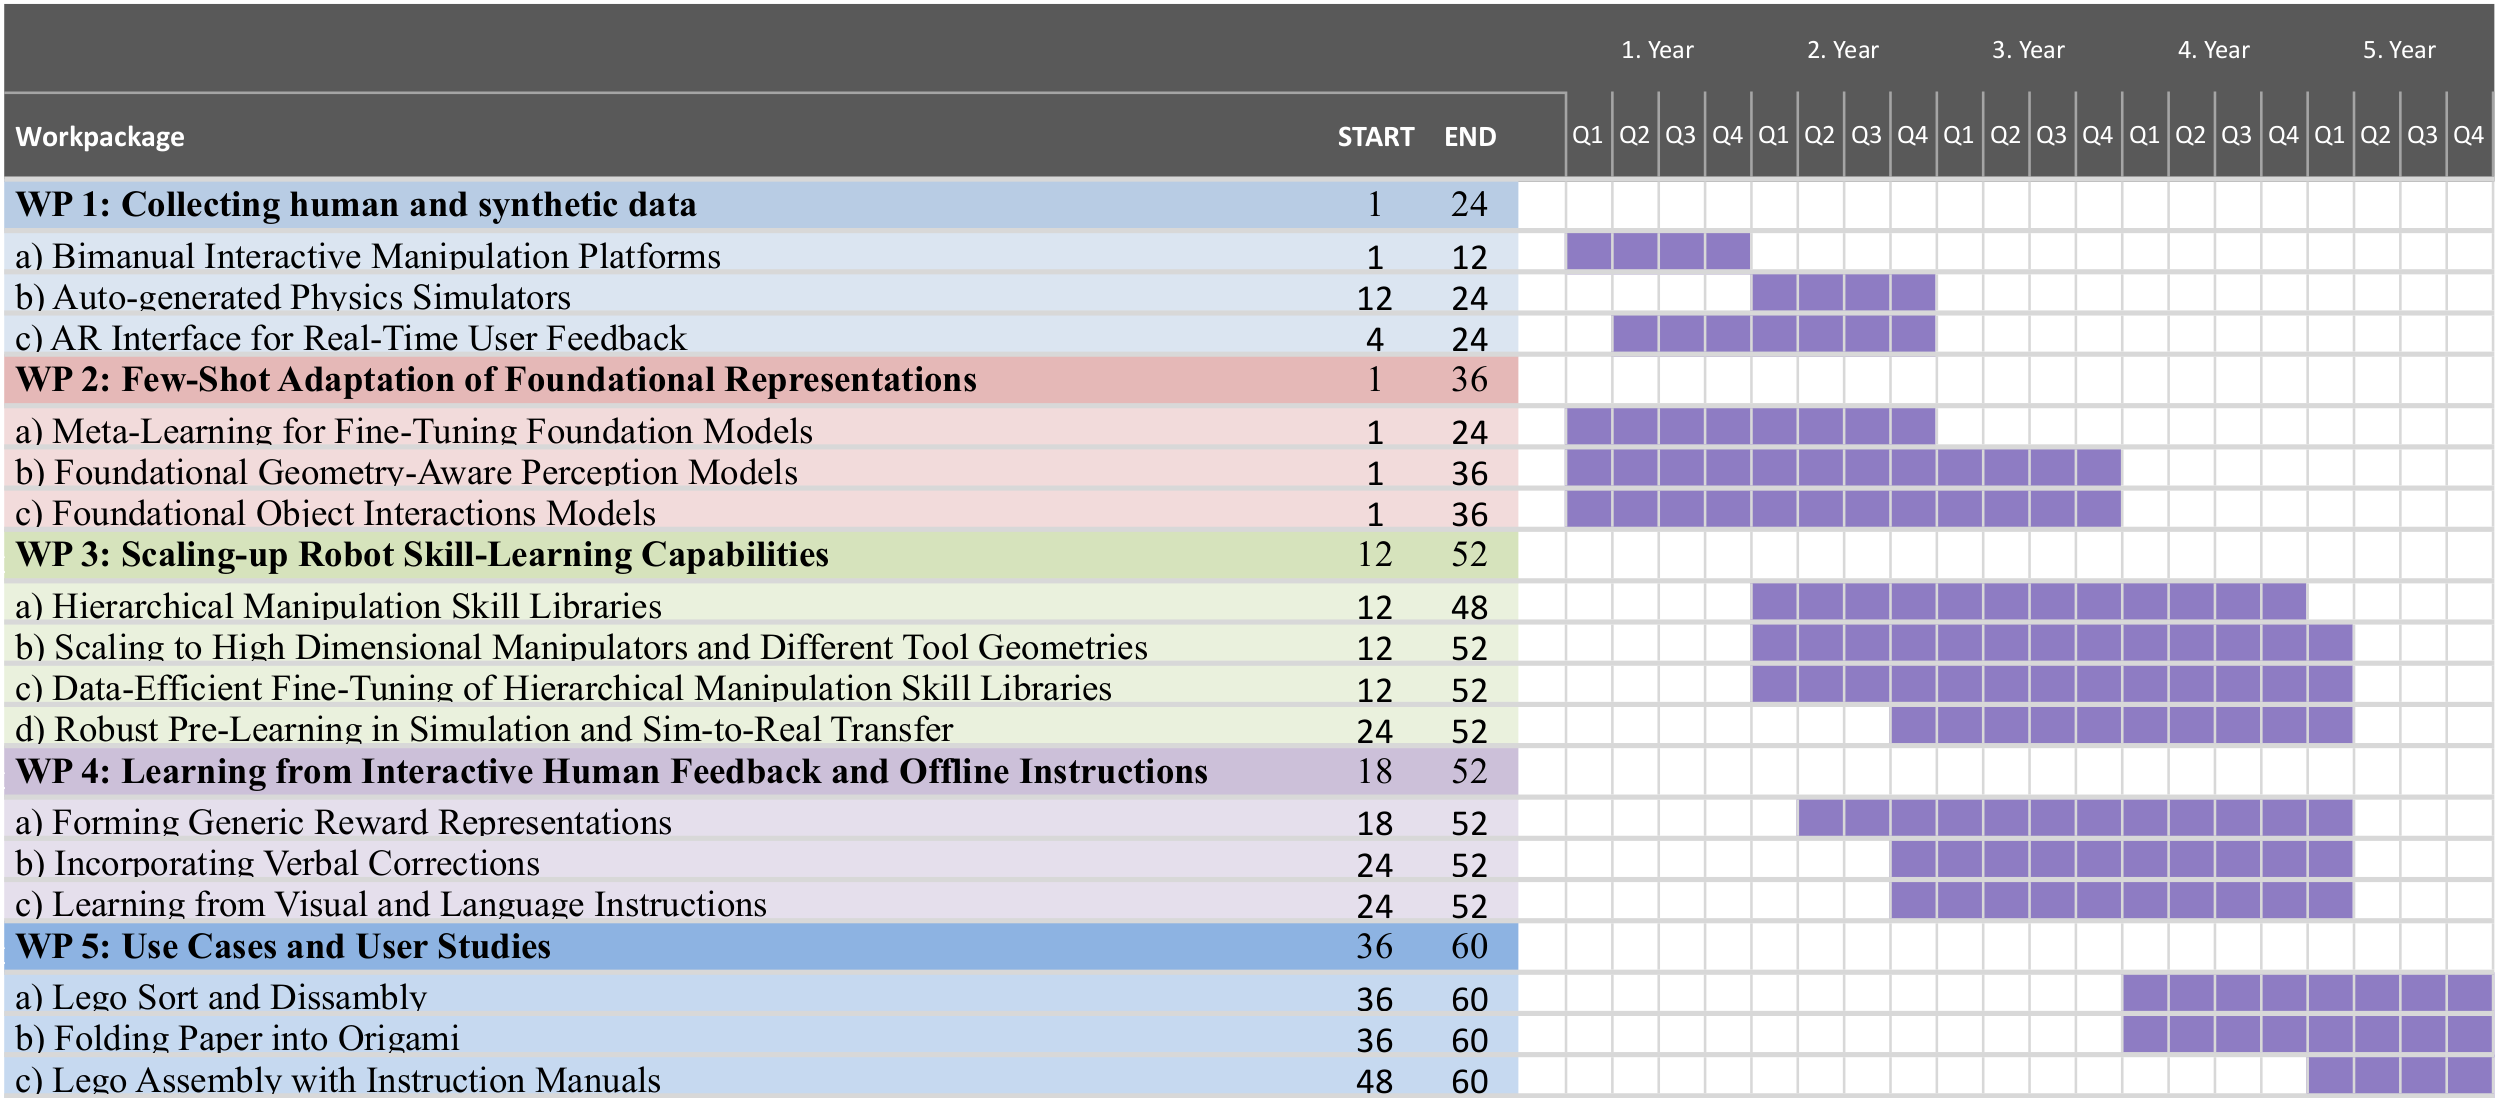 1. Year 2. Year 3. Year 4. Year 5. Year
Workpackage START END Q1 Q2 Q3 Q4 Q1 Q2 Q3 Q4 Q1 Q2 Q3 Q4 Q1 Q2 Q3 Q4 Q1 Q2 Q3 Q4
WP 1: Collecting human and synthetic data 1 24
a) Bimanual Interactive Manipulation Platforms 1 12
b) Auto-generated Physics Simulators 12 24
c) AR Interface for Real-Time User Feedback 4 24
WP 2: Few-Shot Adaptation of Foundational Representations 1 36
a) Meta-Learning for Fine-Tuning Foundation Models 1 24
b) Foundational Geometry-Aware Perception Models 1 36
c) Foundational Object Interactions Models 1 36
WP 3: Scaling-up Robot Skill-Learning Capabilities 12 52
a) Hierarchical Manipulation Skill Libraries 12 48
b) Scaling to High Dimensional Manipulators and Different Tool Geometries 12 52
c) Data-Efficient Fine-Tuning of Hierarchical Manipulation Skill Libraries 12 52
d) Robust Pre-Learning in Simulation and Sim-to-Real Transfer 24 52
WP 4: Learning from Interactive Human Feedback and Offline Instructions 18 52
a) Forming Generic Reward Representations 18 52
b) Incorporating Verbal Corrections 24 52
c) Learning from Visual and Language Instructions 24 52
WP 5: Use Cases and User Studies 36 60
a) Lego Sort and Dissambly 36 60
b) Folding Paper into Origami 36 60
c) Lego Assembly with Instruction Manuals 48 60